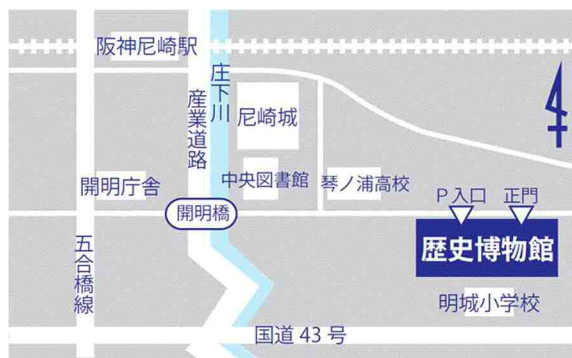 阪神尼崎駅
庄下川
産業道路
尼崎城
開明庁舎
中央図書館
琴ノ浦高校
P入口
正門
開明橋
歴史博物館
五合橋線
明城小学校
国道43号